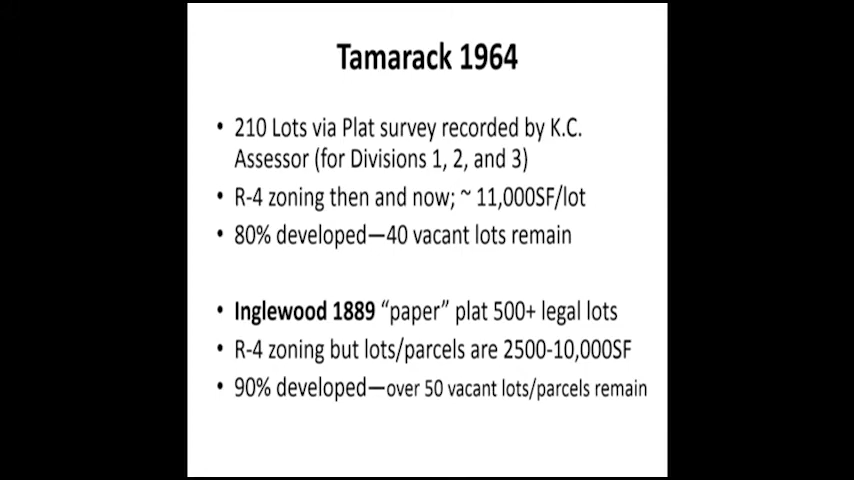 Tamarack 1964
• 210 Lots via Plat survey recorded by K.C.
Assessor (for Divisions 1, 2, and 3)
• R-4 zoning then and now; ~ 11,000SF/lot
• 80% developed—40 vacant lots remain
• Inglewood 1889 “paper” plat 500+ legal lots
• R-4 zoning but lots/parcels are 2500-10,000SF
• 90% developed—over 50 vacant lots/parcels remain